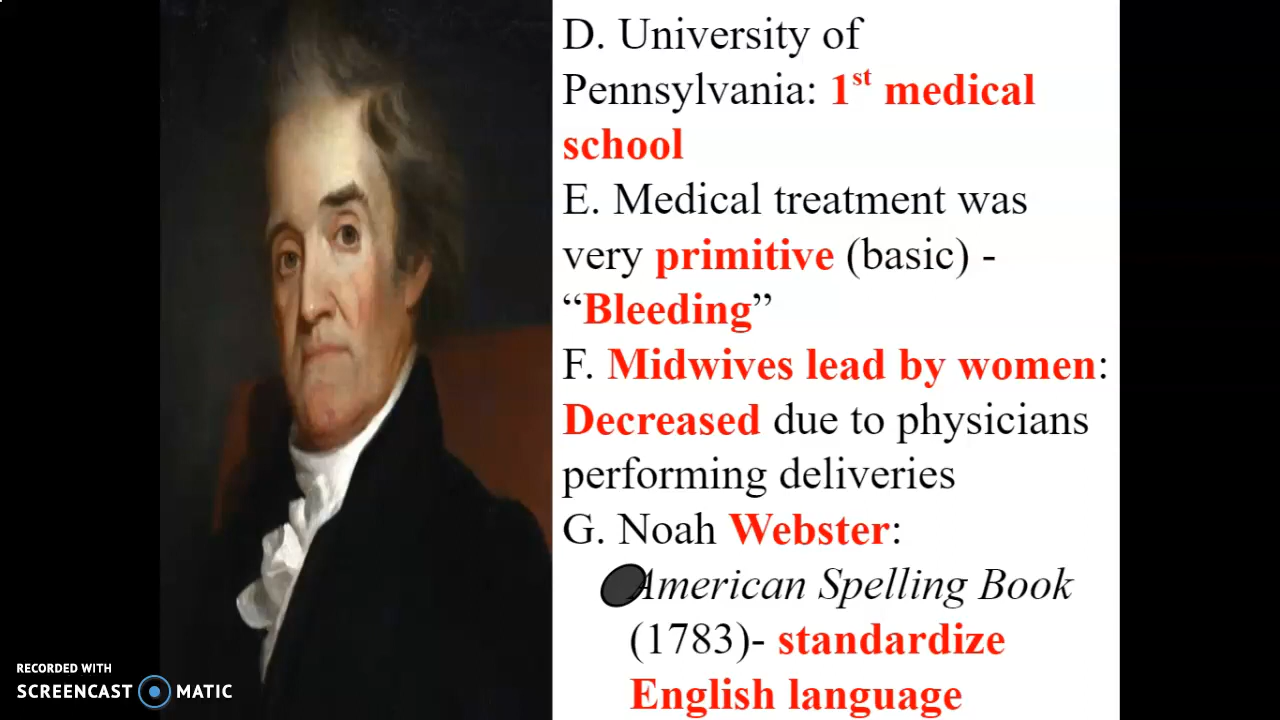 D. University of
Pennsylvania: 1st medical
school
E. Medical treatment was
very primitive (basic) -
“Bleeding”
F. Midwives lead by women:
Decreased due to physicians
performing deliveries
G. Noah Webster:
American Spelling Book
(1783)- standardize
English language
RECORDED WITH
SCREENCAST MATIC